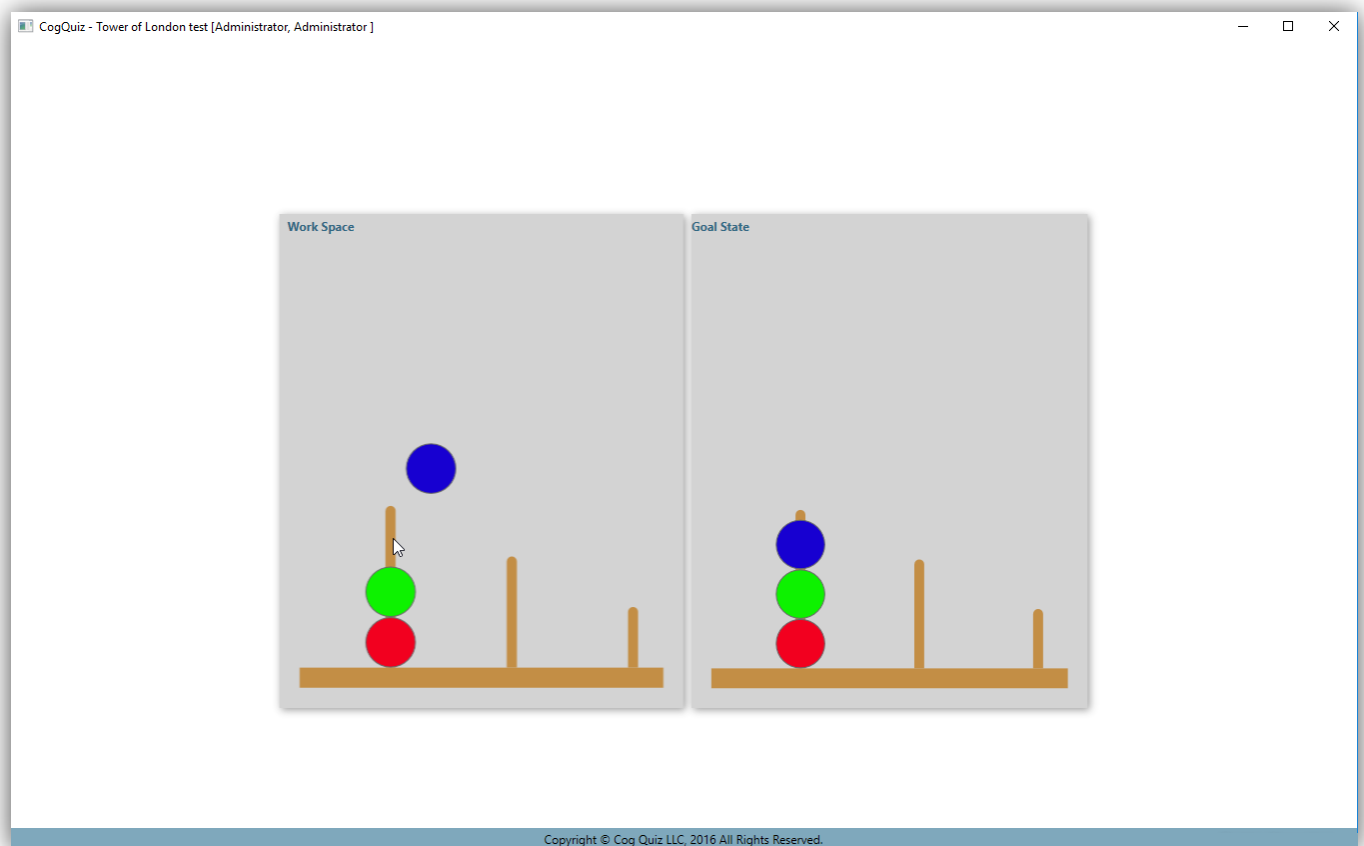 CogQuiz - Tower of London test [Administrator, Administrator ]
Work Space
Goal State
Copyright © Cog Quiz LLC, 2016 All Rights Reserved.